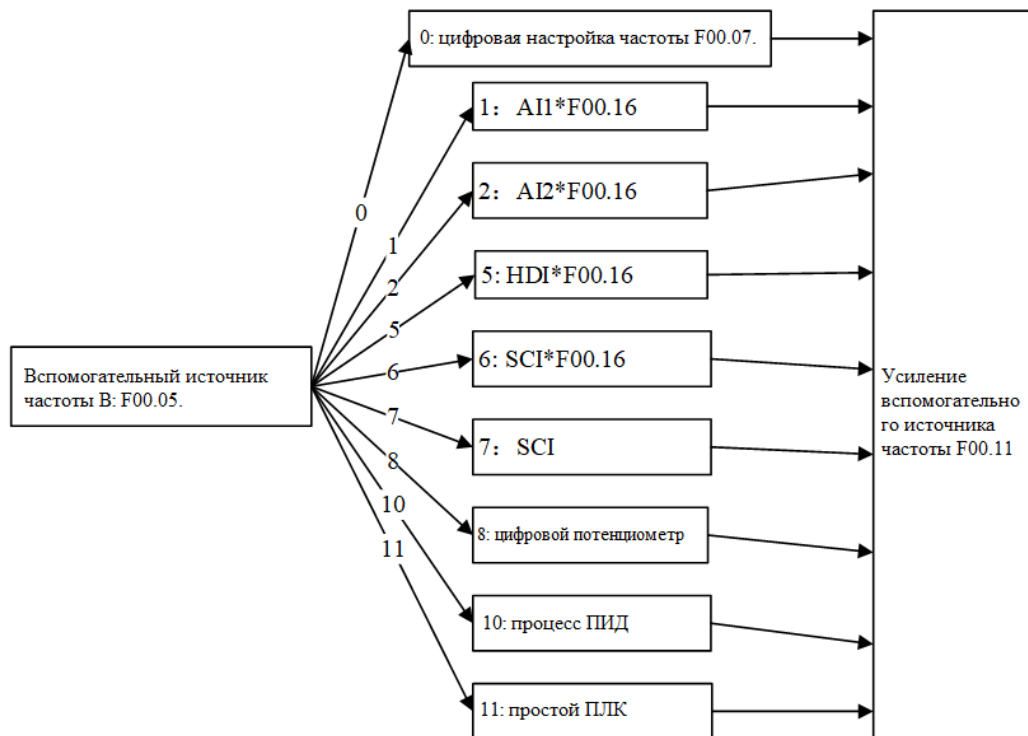 0: цифровая настройка частоты F00.07.
1: AI1*F00.16
2: AI2*F00.16
5: HDI*F00.16
6: SCI*F00.16
7: SCI
8: цифровой потенциометр
10: процесс ПИД
11: простой ПЛК
0
1
2
5
6
7
8
10
11
Вспомогательный источник
частоты B: F00.05.
Усиление
вспомогательно
го источника
частоты F00.11